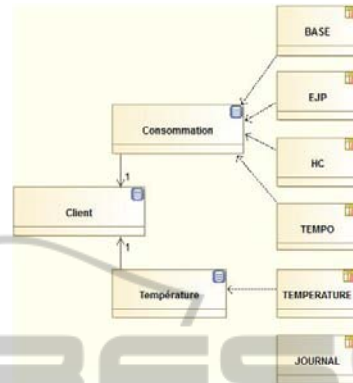 BASE
EJP
Consommation
HC
1
Client
TEMPO
1
Température
TEMPERATURE
JOURNAL